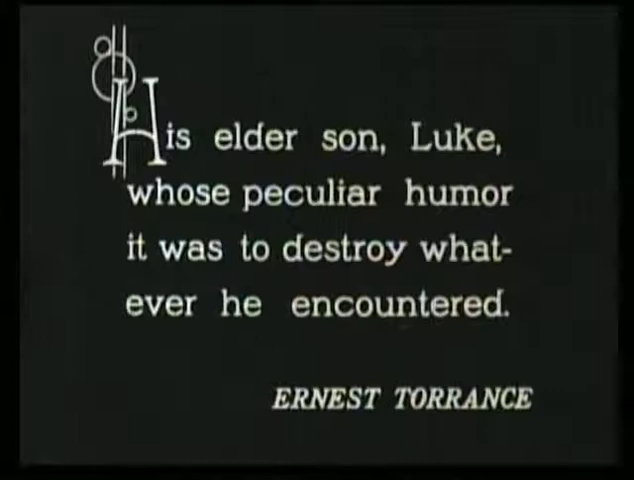 His elder son, Luke,
whose peculiar humor
it was to destroy what-
ever he encountered.
ERNEST TORRANCE